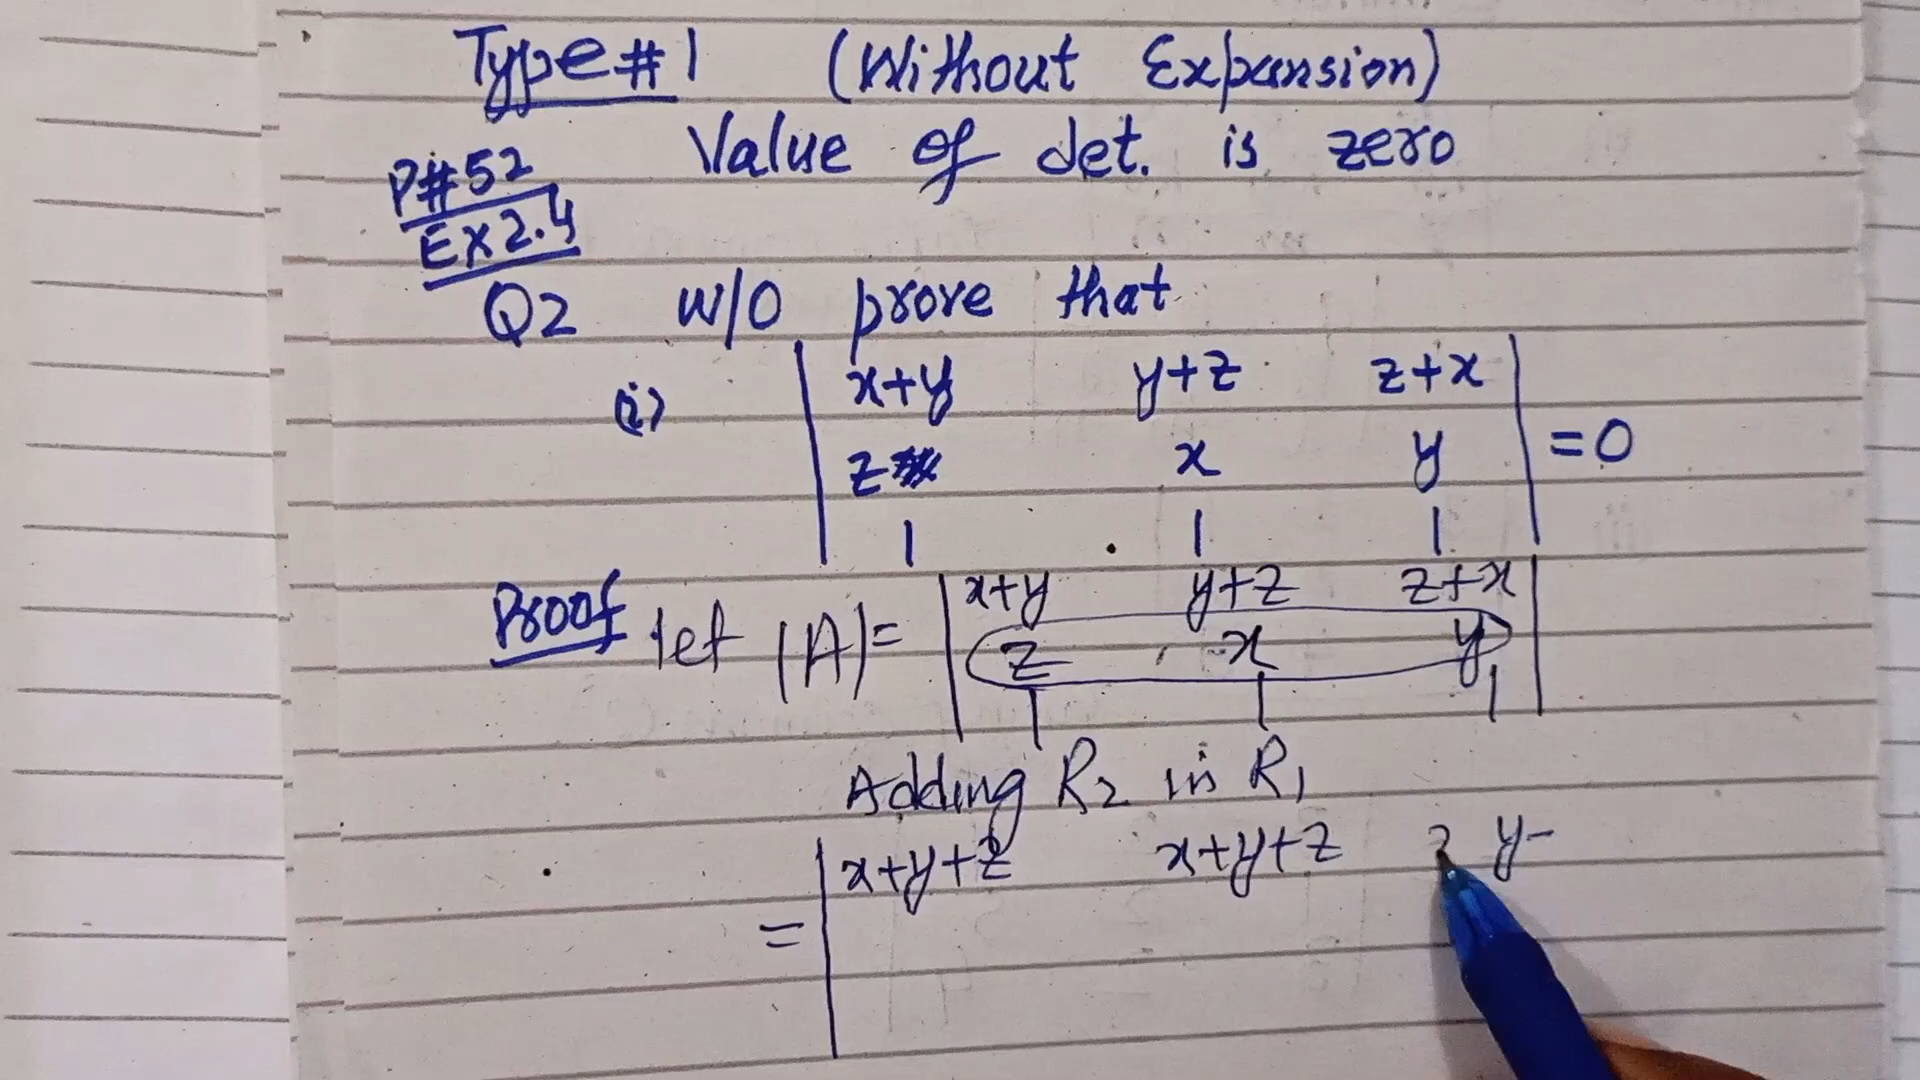 Type#1 (Without Expansion)
Value of det. is zero
P#52
Ex2.4
Q2 W/O prove that
(i) | x+y y+z z+x |
| z x y | = 0
| 1 1 1 |
Proof let |A| = | x+y y+z z+x |
| z x y |
| 1 1 1 |
Adding R2 in R1
= | x+y+z x+y+z y-